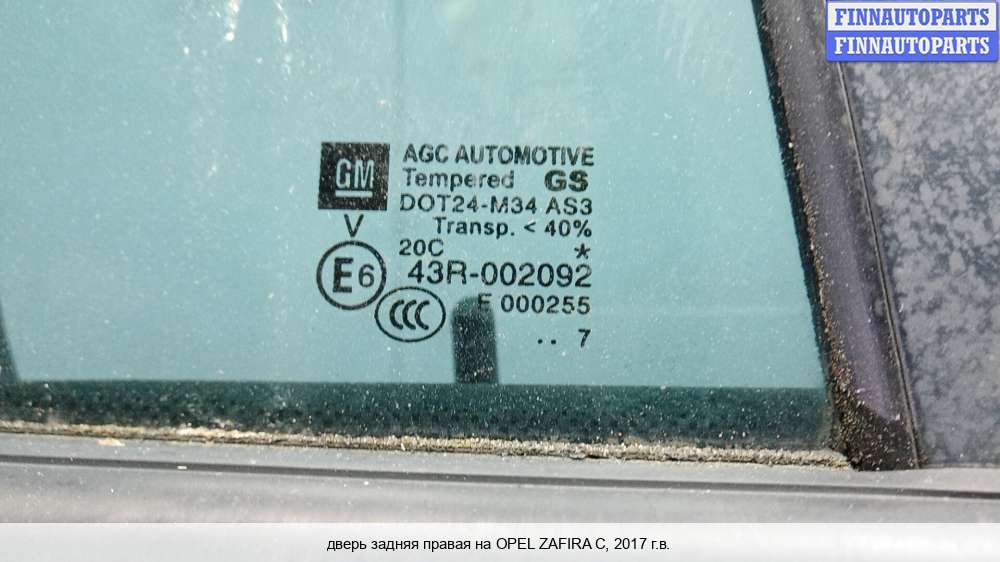 FINNAUTOPARTS
FINNAUTOPARTS
GM
AGC AUTOMOTIVE
Tempered GS
DOT24-M34 AS3
V
Transp. < 40%
20C *
E6
43R-002092
E 000255
CCC
.. 7
дверь задняя правая на OPEL ZAFIRA C, 2017 г.в.